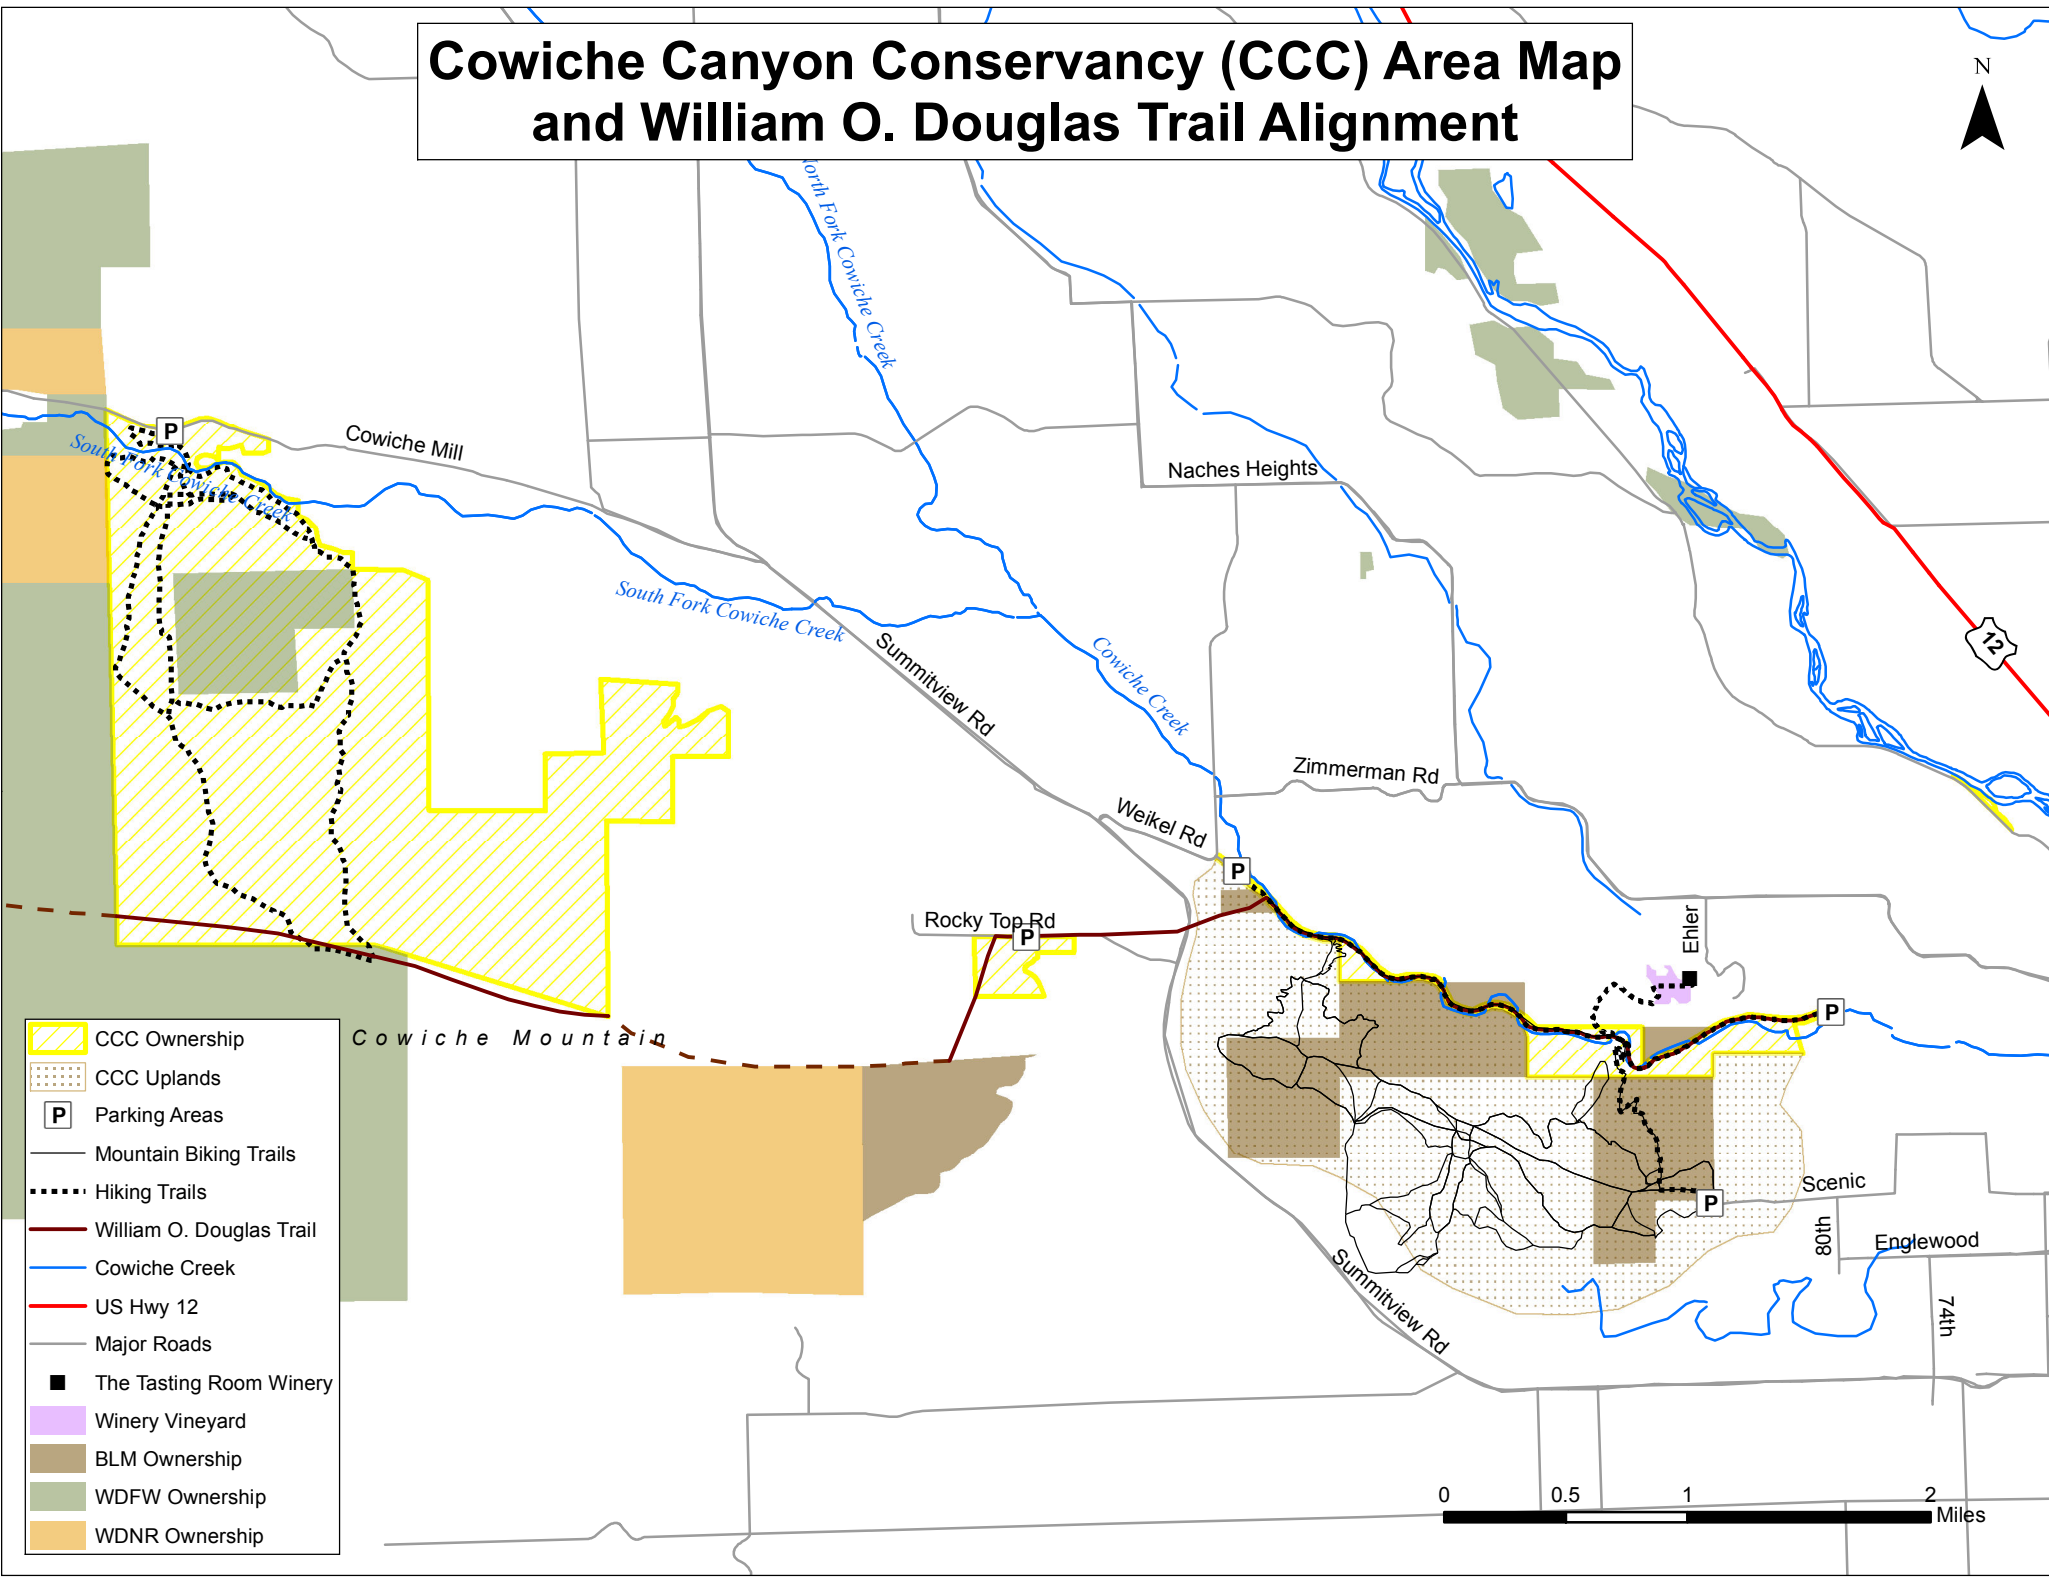 Cowiche Canyon Conservancy (CCC) Area Map
and William O. Douglas Trail Alignment
N
North Fork Cowiche Creek
P
Cowiche Mill
South Fork Cowiche Creek
Naches Heights
South Fork Cowiche Creek
Summitview Rd
Cowiche Creek
12
Zimmerman Rd
Weikel Rd
P
Rocky Top Rd
P
Ehler
P
Cowiche Mountain
P
Scenic
80th
Englewood
74th
Summitview Rd
CCC Ownership
CCC Uplands
P Parking Areas
Mountain Biking Trails
Hiking Trails
William O. Douglas Trail
Cowiche Creek
US Hwy 12
Major Roads
The Tasting Room Winery
Winery Vineyard
BLM Ownership
WDFW Ownership
WDNR Ownership
0 0.5 1 2
Miles